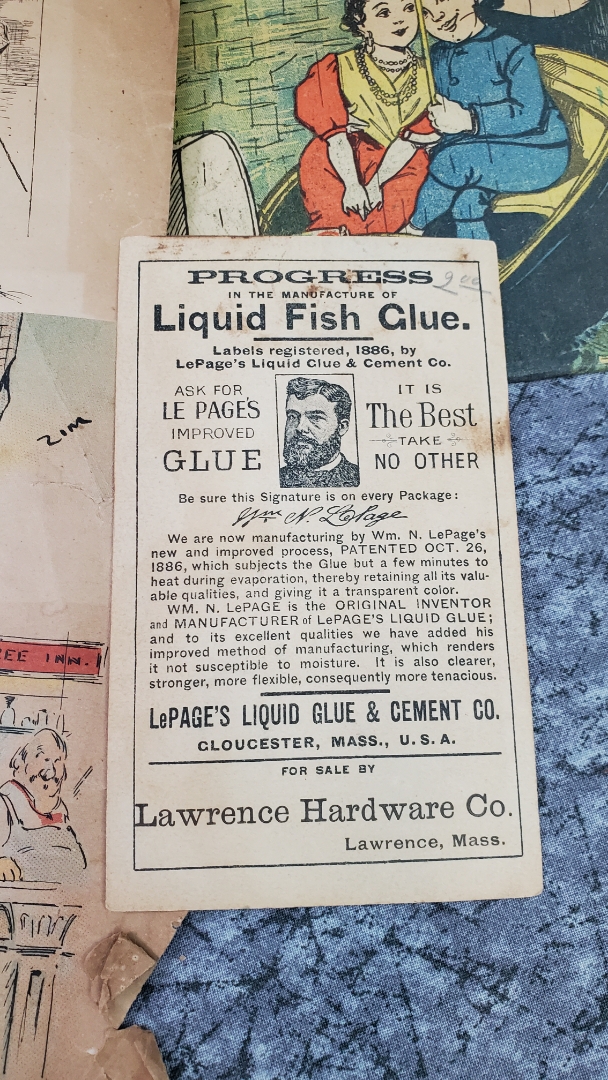 PROGRESS
9.00
IN THE MANUFACTURE OF
Liquid Fish Glue.
Labels registered, 1886, by
LePage's Liquid Glue & Cement Co.
ASK FOR
LE PAGE'S
IMPROVED
GLUE
IT IS
The Best
TAKE
NO OTHER
Be sure this Signature is on every Package:
Wm N. LePage
We are now manufacturing by Wm. N. LePage's
new and improved process, PATENTED OCT. 26,
1886, which subjects the Glue but a few minutes to
heat during evaporation, thereby retaining all its valu-
able qualities, and giving it a transparent color.
WM. N. LePAGE is the ORIGINAL INVENTOR
and MANUFACTURER of LePAGE'S LIQUID GLUE;
and to its excellent qualities we have added his
improved method of manufacturing, which renders
it not susceptible to moisture. It is also clearer,
stronger, more flexible, consequently more tenacious.
LePAGE'S LIQUID GLUE & CEMENT CO.
GLOUCESTER, MASS., U.S.A.
FOR SALE BY
Lawrence Hardware Co.
Lawrence, Mass.
ZIM
EE INN.